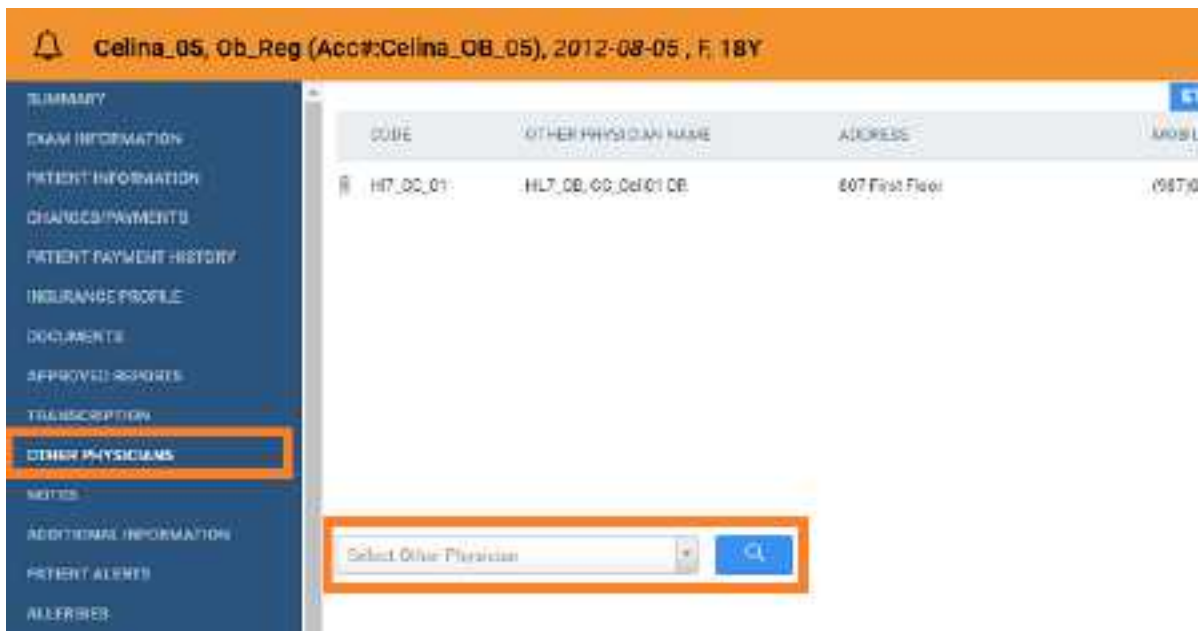 Celina_05, Ob_Reg (Acc#:Celina_OB_05), 2012-08-05 , F, 18Y
SUMMARY
EXAM INFORMATION
PATIENT INFORMATION
CHARGES/PAYMENTS
PATIENT PAYMENT HISTORY
INSURANCE PROFILE
DOCUMENTS
APPROVED REPORTS
TRANSCRIPTION
OTHER PHYSICIANS
NOTES
ADDITIONAL INFORMATION
PATIENT ALERTS
ALLERGIES
CODE OTHER PHYSICIAN NAME ADDRESS
607 First Floor
Select Other Physician